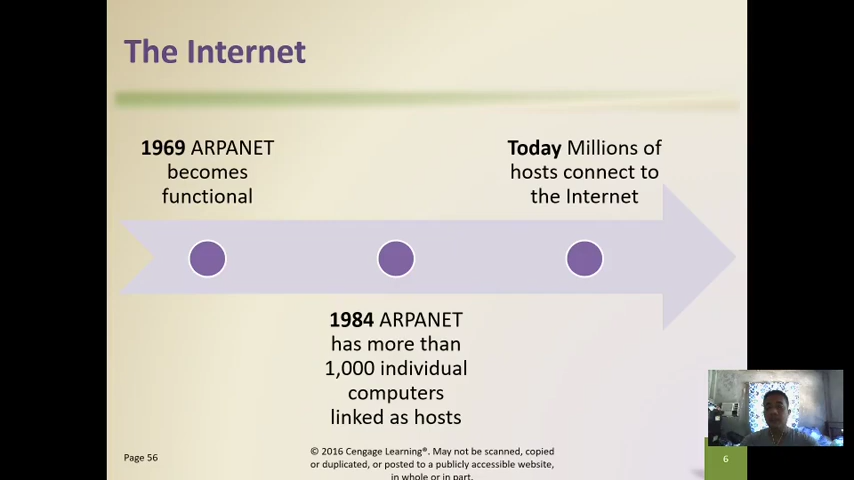 The Internet
1969 ARPANET
becomes
functional
Today Millions of
hosts connect to
the Internet
1984 ARPANET
has more than
1,000 individual
computers
linked as hosts
Page 56
© 2016 Cengage Learning®. May not be scanned, copied
or duplicated, or posted to a publicly accessible website,
in whole or in part.
6